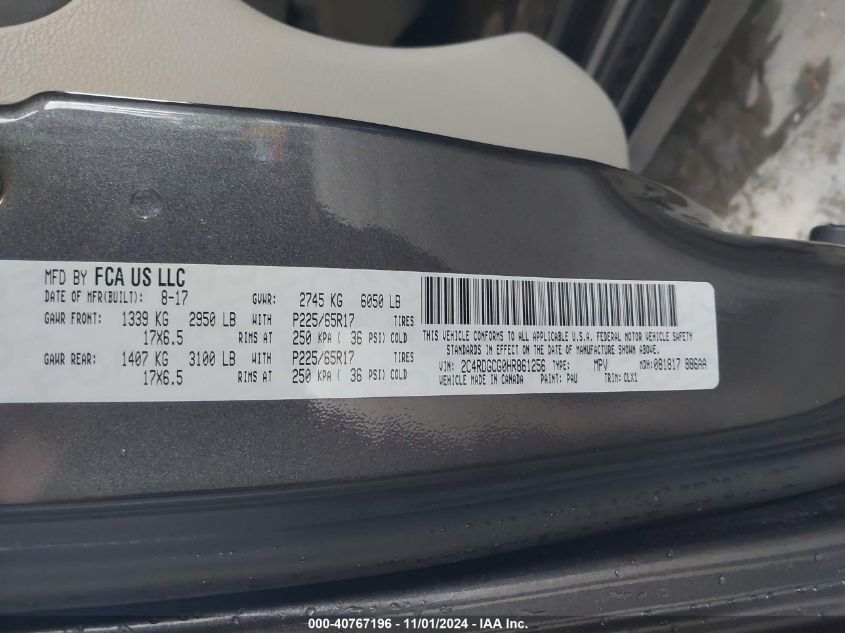 MFD BY FCA US LLC
DATE OF MFR(BUILT): 8-17 GVWR: 2745 KG 6050 LB
GAWR FRONT: 1339 KG 2950 LB WITH P225/65R17 TIRES
17X6.5 RIMS AT 250 KPA ( 36 PSI) COLD
GAWR REAR: 1407 KG 3100 LB WITH P225/65R17 TIRES
17X6.5 RIMS AT 250 KPA ( 36 PSI) COLD
THIS VEHICLE CONFORMS TO ALL APPLICABLE U.S.A. FEDERAL MOTOR VEHICLE SAFETY
STANDARDS IN EFFECT ON THE DATE OF MANUFACTURE SHOWN ABOVE.
VIN: 2C4RDGCG0HR861256 TYPE: MPV MDH: 081817 BB6AA
VEHICLE MADE IN CANADA PAINT: PAU TRIM: CLX1
000-40767196 - 11/01/2024 - IAA Inc.